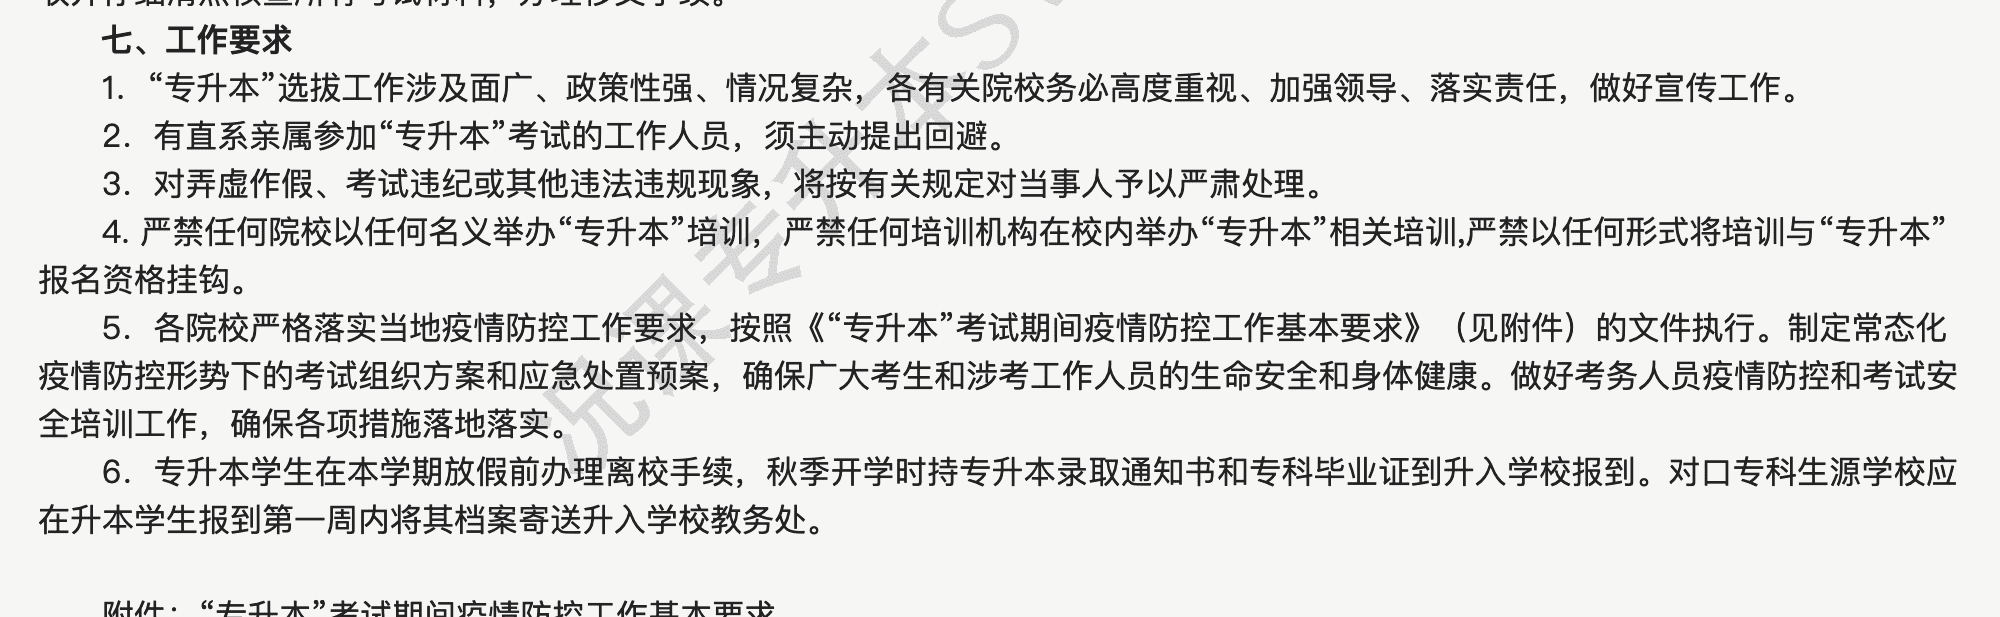 七、工作要求
1. “专升本”选拔工作涉及面广、政策性强、情况复杂，各有关院校务必高度重视、加强领导、落实责任，做好宣传工作。
2. 有直系亲属参加“专升本”考试的工作人员，须主动提出回避。
3. 对弄虚作假、考试违纪或其他违法违规现象，将按有关规定对当事人予以严肃处理。
4. 严禁任何院校以任何名义举办“专升本”培训，严禁任何培训机构在校内举办“专升本”相关培训,严禁以任何形式将培训与“专升本”
报名资格挂钩。
5. 各院校严格落实当地疫情防控工作要求，按照《“专升本”考试期间疫情防控工作基本要求》（见附件）的文件执行。制定常态化
疫情防控形势下的考试组织方案和应急处置预案，确保广大考生和涉考工作人员的生命安全和身体健康。做好考务人员疫情防控和考试安
全培训工作，确保各项措施落地落实。
6. 专升本学生在本学期放假前办理离校手续，秋季开学时持专升本录取通知书和专科毕业证到升入学校报到。对口专科生源学校应
在升本学生报到第一周内将其档案寄送升入学校教务处。
附件：“专升本”考试期间疫情防控工作基本要求
况课专升本S